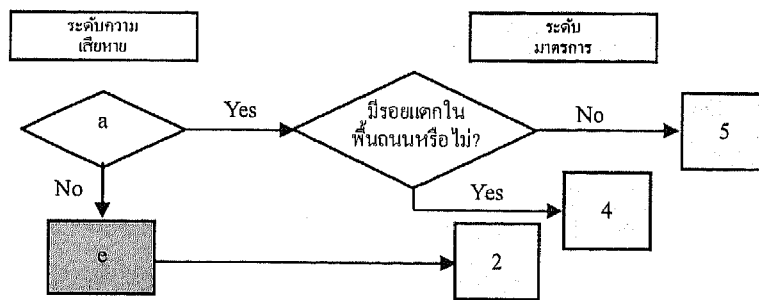 ระดับความ
เสียหาย
ระดับ
มาตรการ
a
Yes
มีรอยแตกใน
พื้นถนนหรือไม่?
No
5
No
Yes
4
e
2